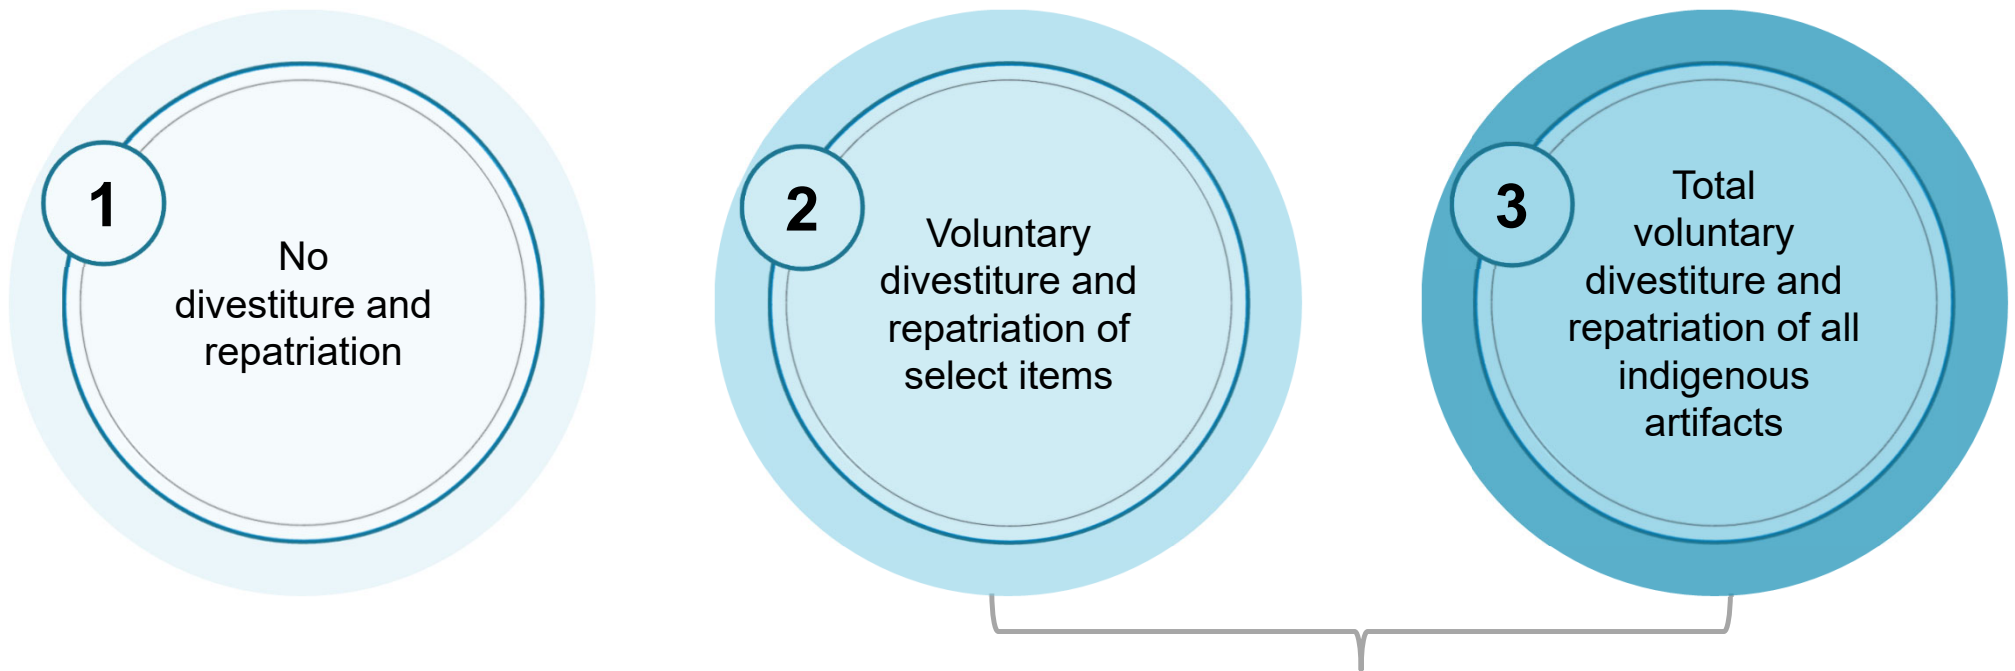 1
No
divestiture and
repatriation
2
Voluntary
divestiture and
repatriation of
select items
3
Total
voluntary
divestiture and
repatriation of all
indigenous
artifacts